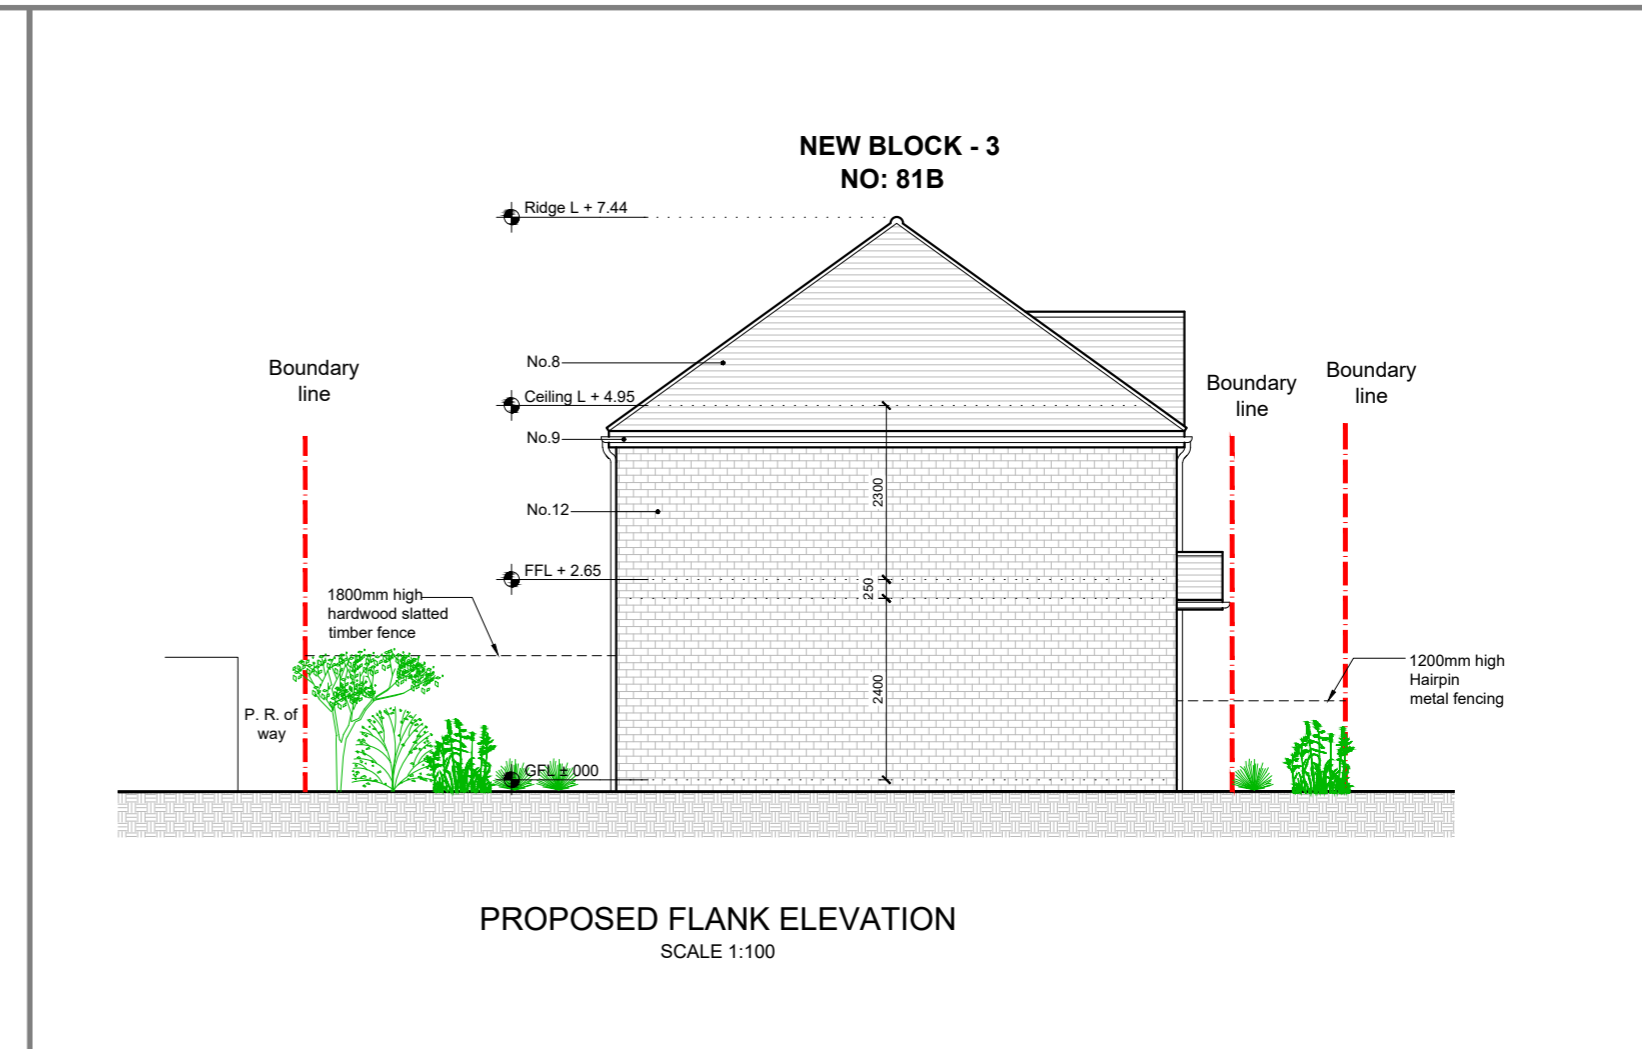 NEW BLOCK - 3
NO: 81B
Ridge L + 7.44
No.8
Boundary
line
Ceiling L + 4.95
Boundary
line
Boundary
line
No.9
2300
No.12
FFL + 2.65
250
1800mm high
hardwood slatted
timber fence
1200mm high
Hairpin
metal fencing
2400
P. R. of
way
GFL ± 000
PROPOSED FLANK ELEVATION
SCALE 1:100